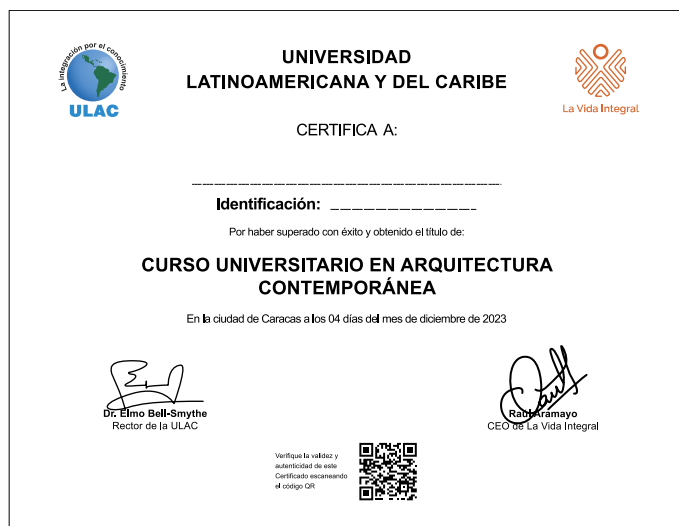 La integración por el conocimiento
ULAC
UNIVERSIDAD
LATINOAMERICANA Y DEL CARIBE
La Vida Integral
CERTIFICA A:
Identificación:
Por haber superado con éxito y obtenido el título de:
CURSO UNIVERSITARIO EN ARQUITECTURA
CONTEMPORÁNEA
En la ciudad de Caracas a los 04 días del mes de diciembre de 2023
Dr. Elmo Bell-Smythe
Rector de la ULAC
Raúl Aramayo
CEO de La Vida Integral
Verifique la validez y
autenticidad de este
Certificado escaneando
el código QR